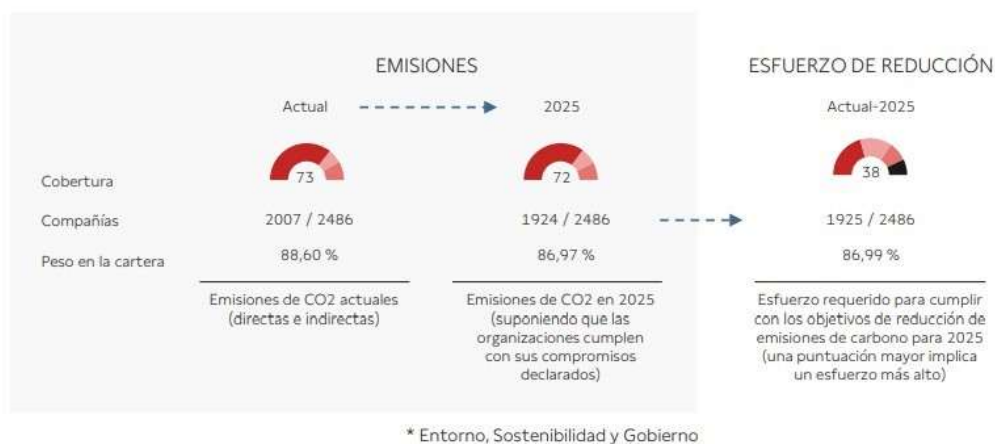 EMISIONES
ESFUERZO DE REDUCCIÓN
Actual
2025
Actual-2025
Cobertura
73
72
38
Compañías
2007 / 2486
1924 / 2486
1925 / 2486
Peso en la cartera
88,60 %
86,97 %
86,99 %
Emisiones de CO2 actuales
(directas e indirectas)
Emisiones de CO2 en 2025
(suponiendo que las
organizaciones cumplen
con sus compromisos
declarados)
Esfuerzo requerido para cumplir
con los objetivos de reducción de
emisiones de carbono para 2025
(una puntuación mayor implica
un esfuerzo más alto)
* Entorno, Sostenibilidad y Gobierno